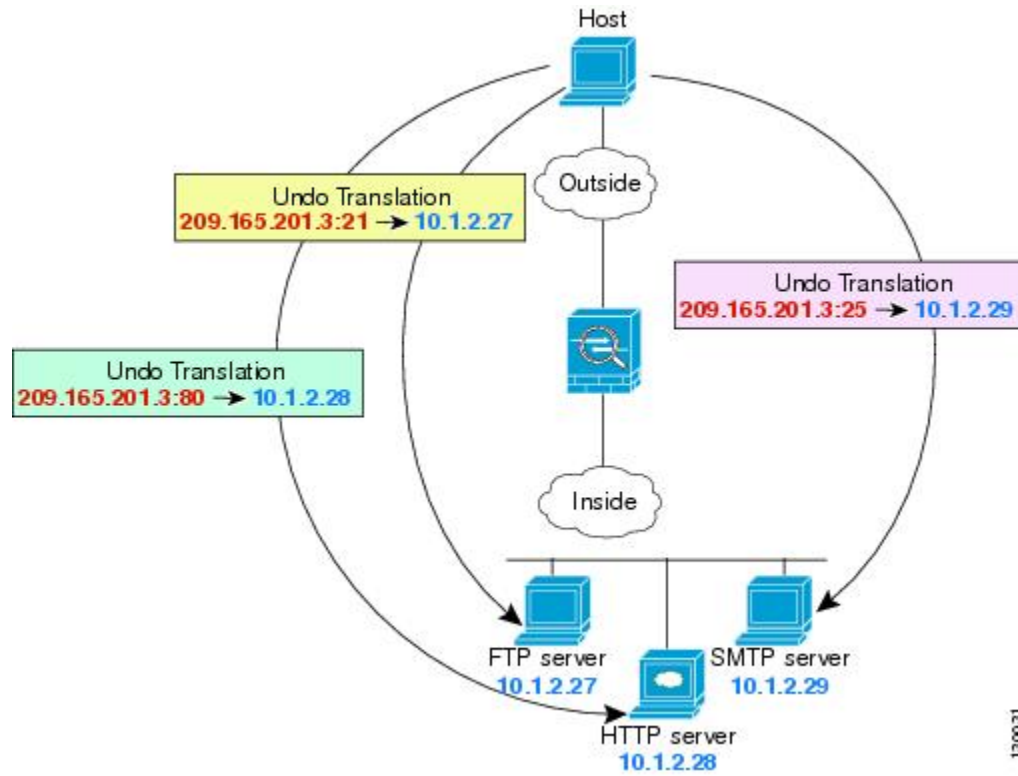 Host
Outside
Undo Translation
209.165.201.3:21 → 10.1.2.27
Undo Translation
209.165.201.3:25 → 10.1.2.29
Undo Translation
209.165.201.3:80 → 10.1.2.28
Inside
FTP server
10.1.2.27
SMTP server
10.1.2.29
HTTP server
10.1.2.28
130031